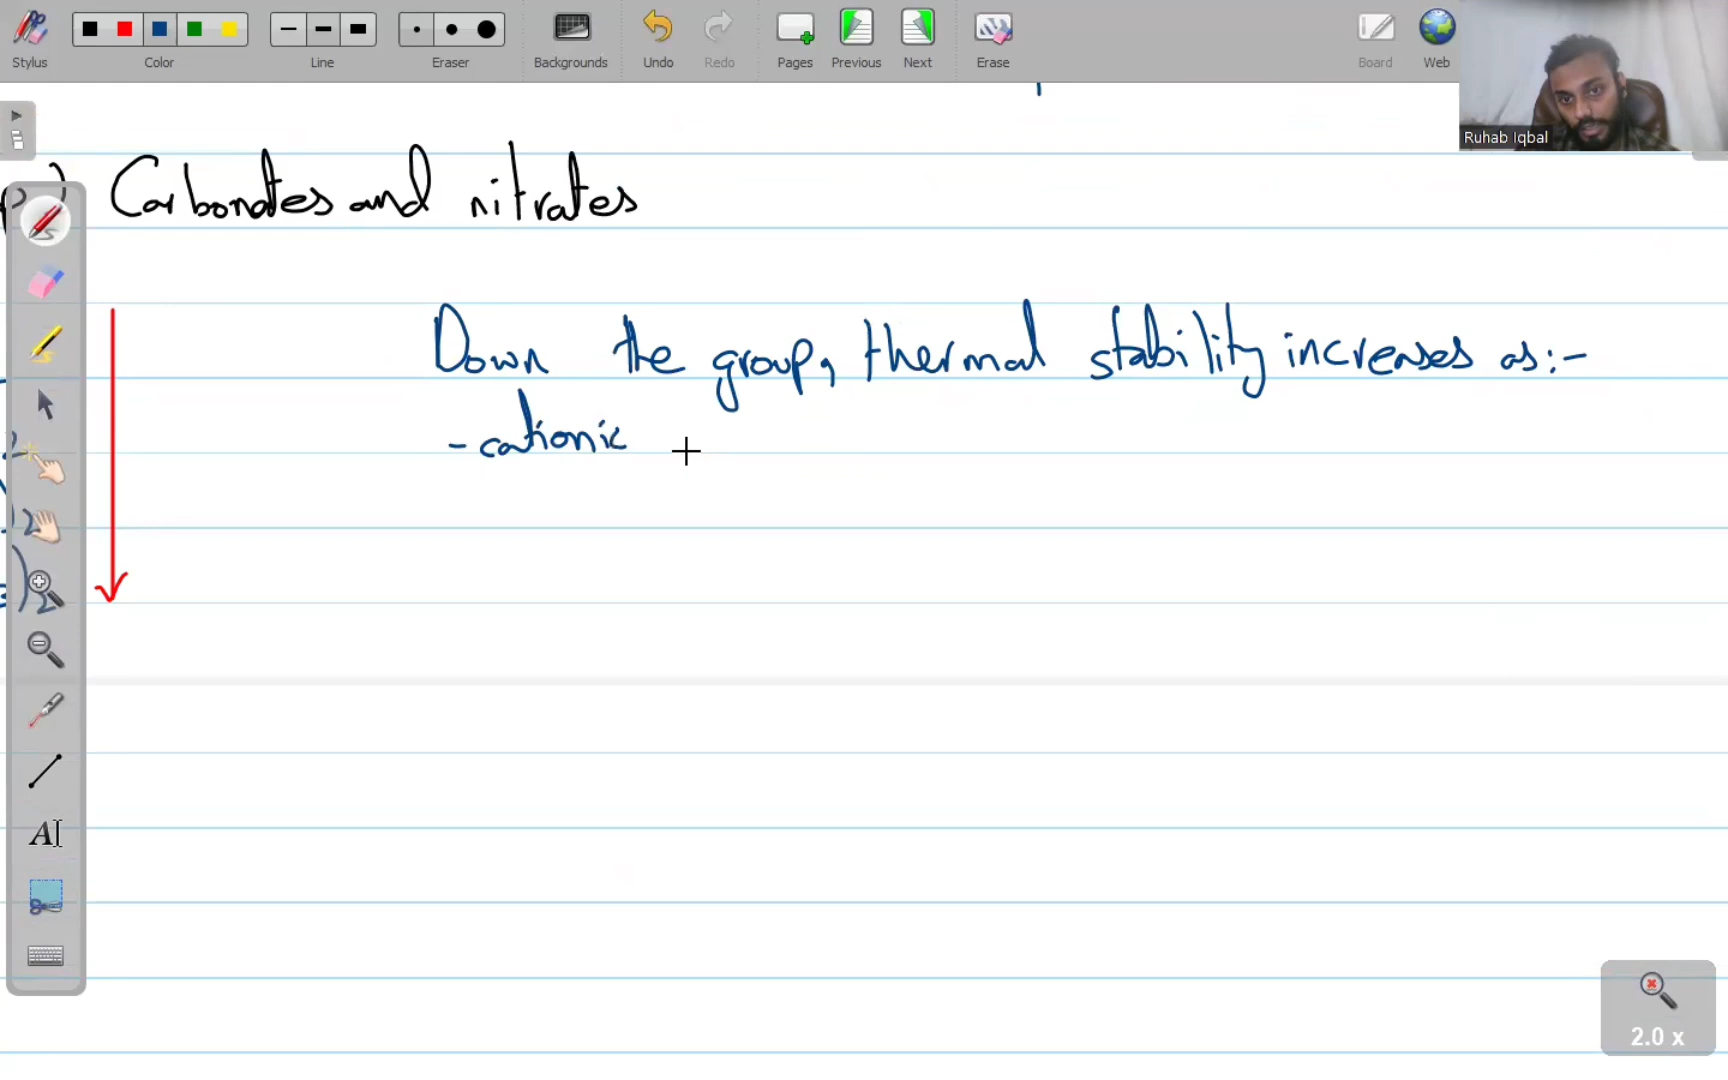 Stylus Color Line Eraser Backgrounds Undo Redo Pages Previous Next Erase Board Web
Ruhab Iqbal
Carbonates and nitrates
Down the group, thermal stability increases as:-
- cationic
2.0 x